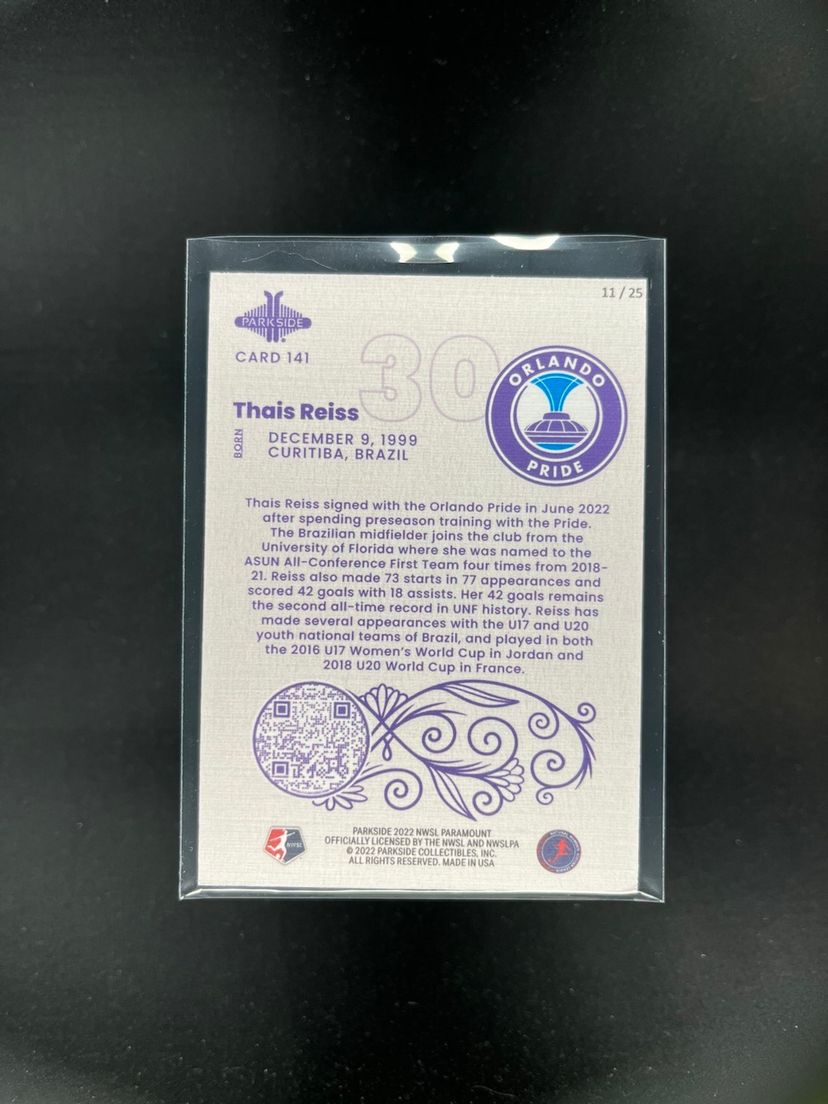 11 / 25
PARKSIDE
CARD 141
30
ORLANDO
PRIDE
Thais Reiss
BORN
DECEMBER 9, 1999
CURITIBA, BRAZIL
Thais Reiss signed with the Orlando Pride in June 2022
after spending preseason training with the Pride.
The Brazilian midfielder joins the club from the
University of Florida where she was named to the
ASUN All-Conference First Team four times from 2018-
21. Reiss also made 73 starts in 77 appearances and
scored 42 goals with 18 assists. Her 42 goals remains
the second all-time record in UNF history. Reiss has
made several appearances with the U17 and U20
youth national teams of Brazil, and played in both
the 2016 U17 Women's World Cup in Jordan and
2018 U20 World Cup in France.
NWSL
PARKSIDE 2022 NWSL PARAMOUNT
OFFICIALLY LICENSED BY THE NWSL AND NWSLPA
© 2022 PARKSIDE COLLECTIBLES, INC.
ALL RIGHTS RESERVED. MADE IN USA